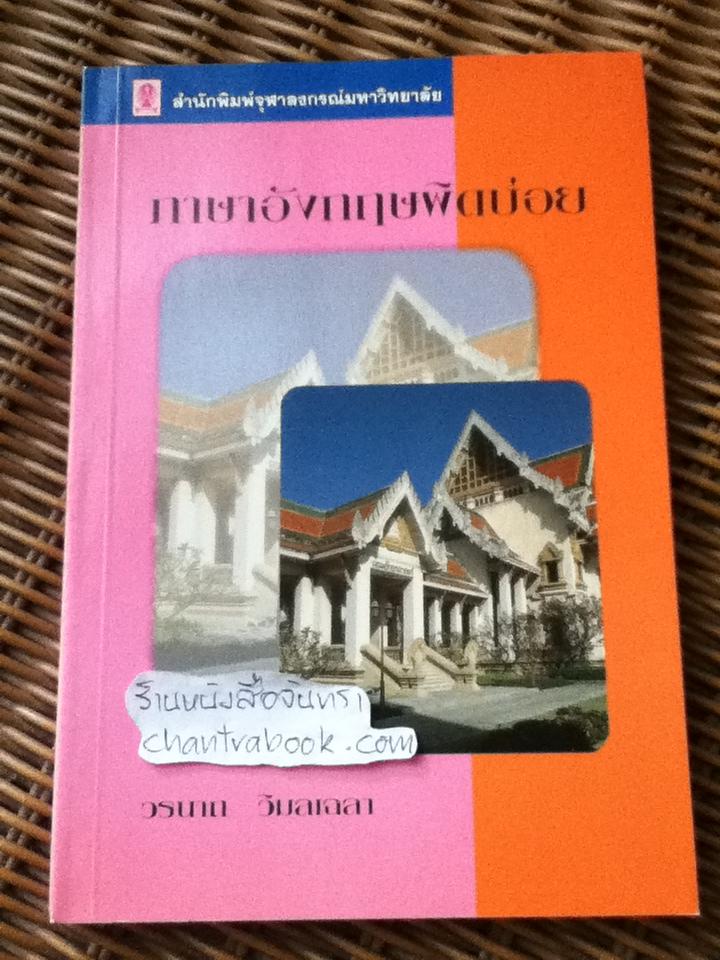 สำนักพิมพ์จุฬาลงกรณ์มหาวิทยาลัย
ภาษาอังกฤษผิดบ่อย
ร้านหนังสือจันทรา
chantrabook.com
วรนาถ วิมลเฉลา